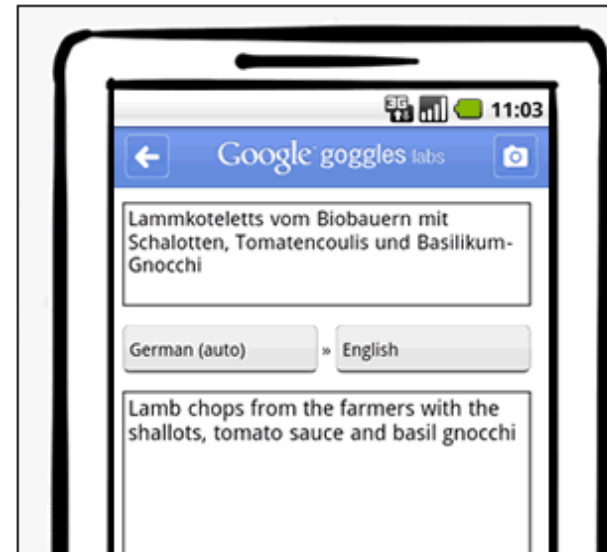 3G
11:03
Google goggles labs
Lammkoteletts vom Biobauern mit
Schalotten, Tomatencoulis und Basilikum-
Gnocchi
German (auto) » English
Lamb chops from the farmers with the
shallots, tomato sauce and basil gnocchi